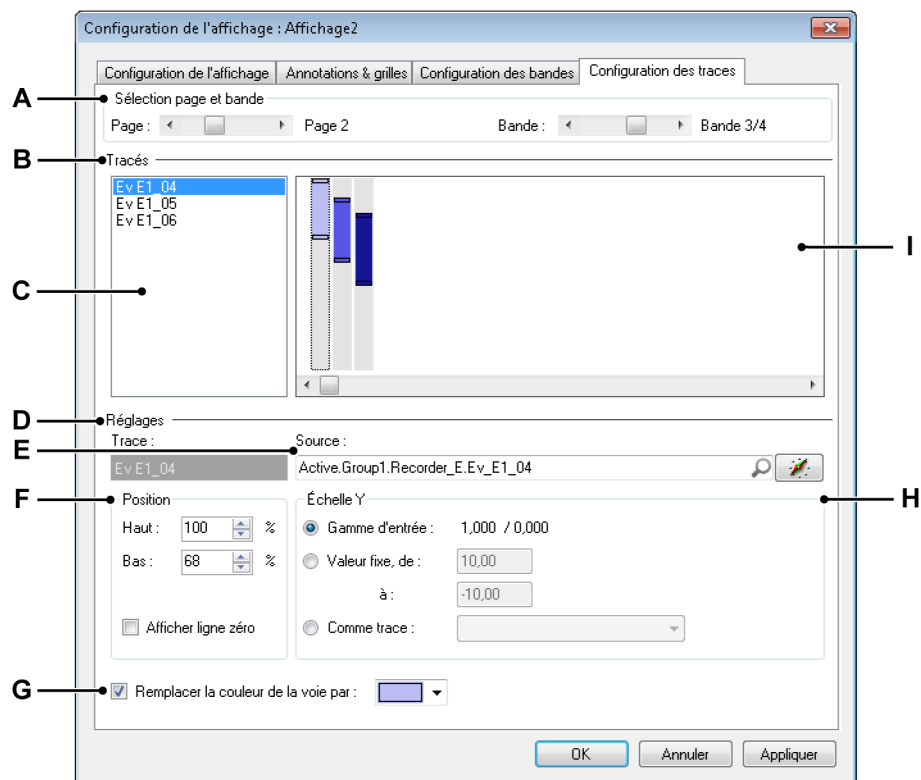 Configuration de l'affichage : Affichage2
Configuration de l'affichage
Annotations & grilles
Configuration des bandes
Configuration des traces
A
Sélection page et bande
Page :
Page 2
Bande :
Bande 3/4
B
Tracés
Ev E1_04
Ev E1_05
Ev E1_06
I
C
D
Réglages
Trace :
Source :
E
Ev E1_04
Active.Group1.Recorder_E.Ev_E1_04
F
Position
Échelle Y
H
Haut :
100
%
Gamme d'entrée :
1,000 / 0,000
Bas :
68
%
Valeur fixe, de :
10,00
à :
-10,00
Afficher ligne zéro
Comme trace :
G
Remplacer la couleur de la voie par :
OK
Annuler
Appliquer